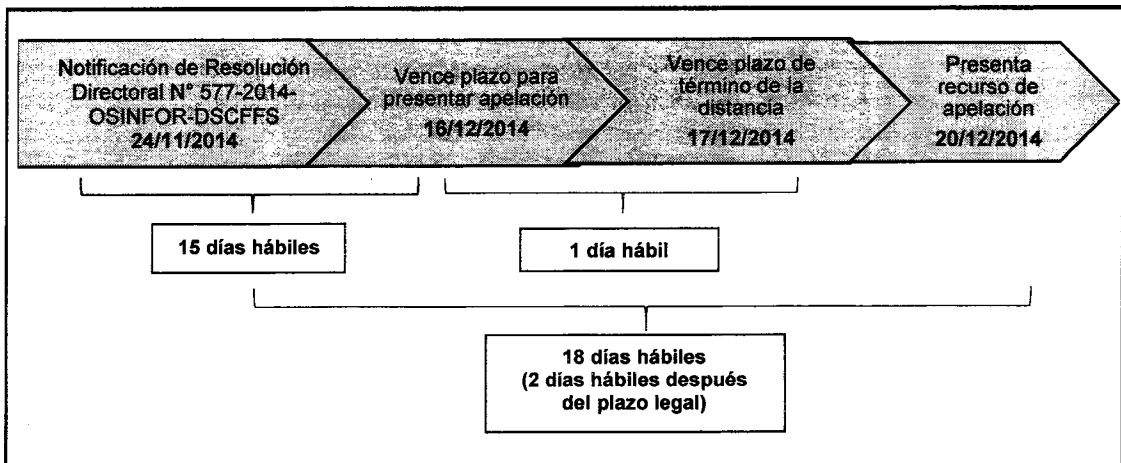 Notificación de Resolución
Directoral N° 577-2014-
OSINFOR-DSCFFS
24/11/2014
Vence plazo para
presentar apelación
16/12/2014
Vence plazo de
término de la
distancia
17/12/2014
Presenta
recurso de
apelación
20/12/2014
15 días hábiles
1 día hábil
18 días hábiles
(2 días hábiles después
del plazo legal)